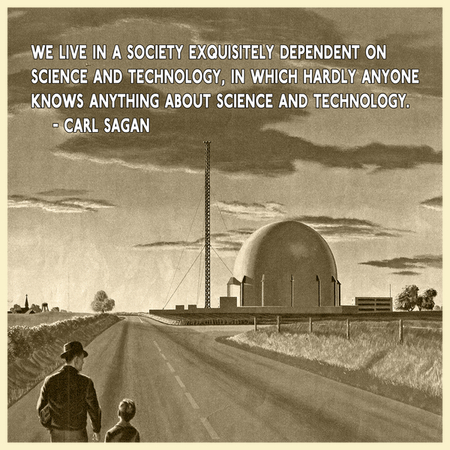 WE LIVE IN A SOCIETY EXQUISITELY DEPENDENT ON
SCIENCE AND TECHNOLOGY, IN WHICH HARDLY ANYONE
KNOWS ANYTHING ABOUT SCIENCE AND TECHNOLOGY.
- CARL SAGAN